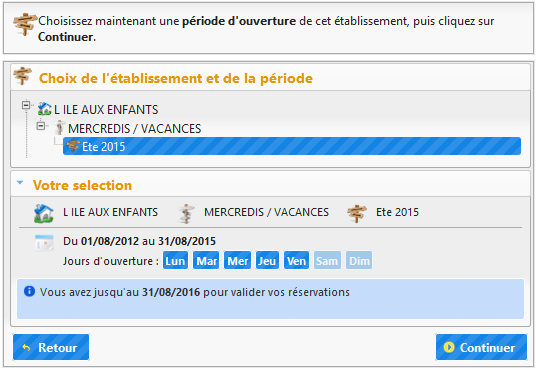 Choisissez maintenant une période d'ouverture de cet établissement, puis cliquez sur
Continuer.
Choix de l'établissement et de la période
L ILE AUX ENFANTS
MERCREDIS / VACANCES
Ete 2015
Votre selection
L ILE AUX ENFANTS MERCREDIS / VACANCES Ete 2015
Du 01/08/2012 au 31/08/2015
Jours d'ouverture : Lun Mar Mer Jeu Ven Sam Dim
Vous avez jusqu'au 31/08/2016 pour valider vos réservations
Retour Continuer